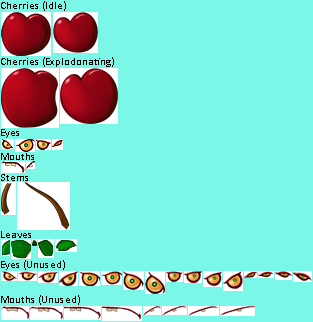 Cherries (Idle)
Cherries (Explodonating)
Eyes
Mouths
Stems
Leaves
Eyes (Unused)
Mouths (Unused)